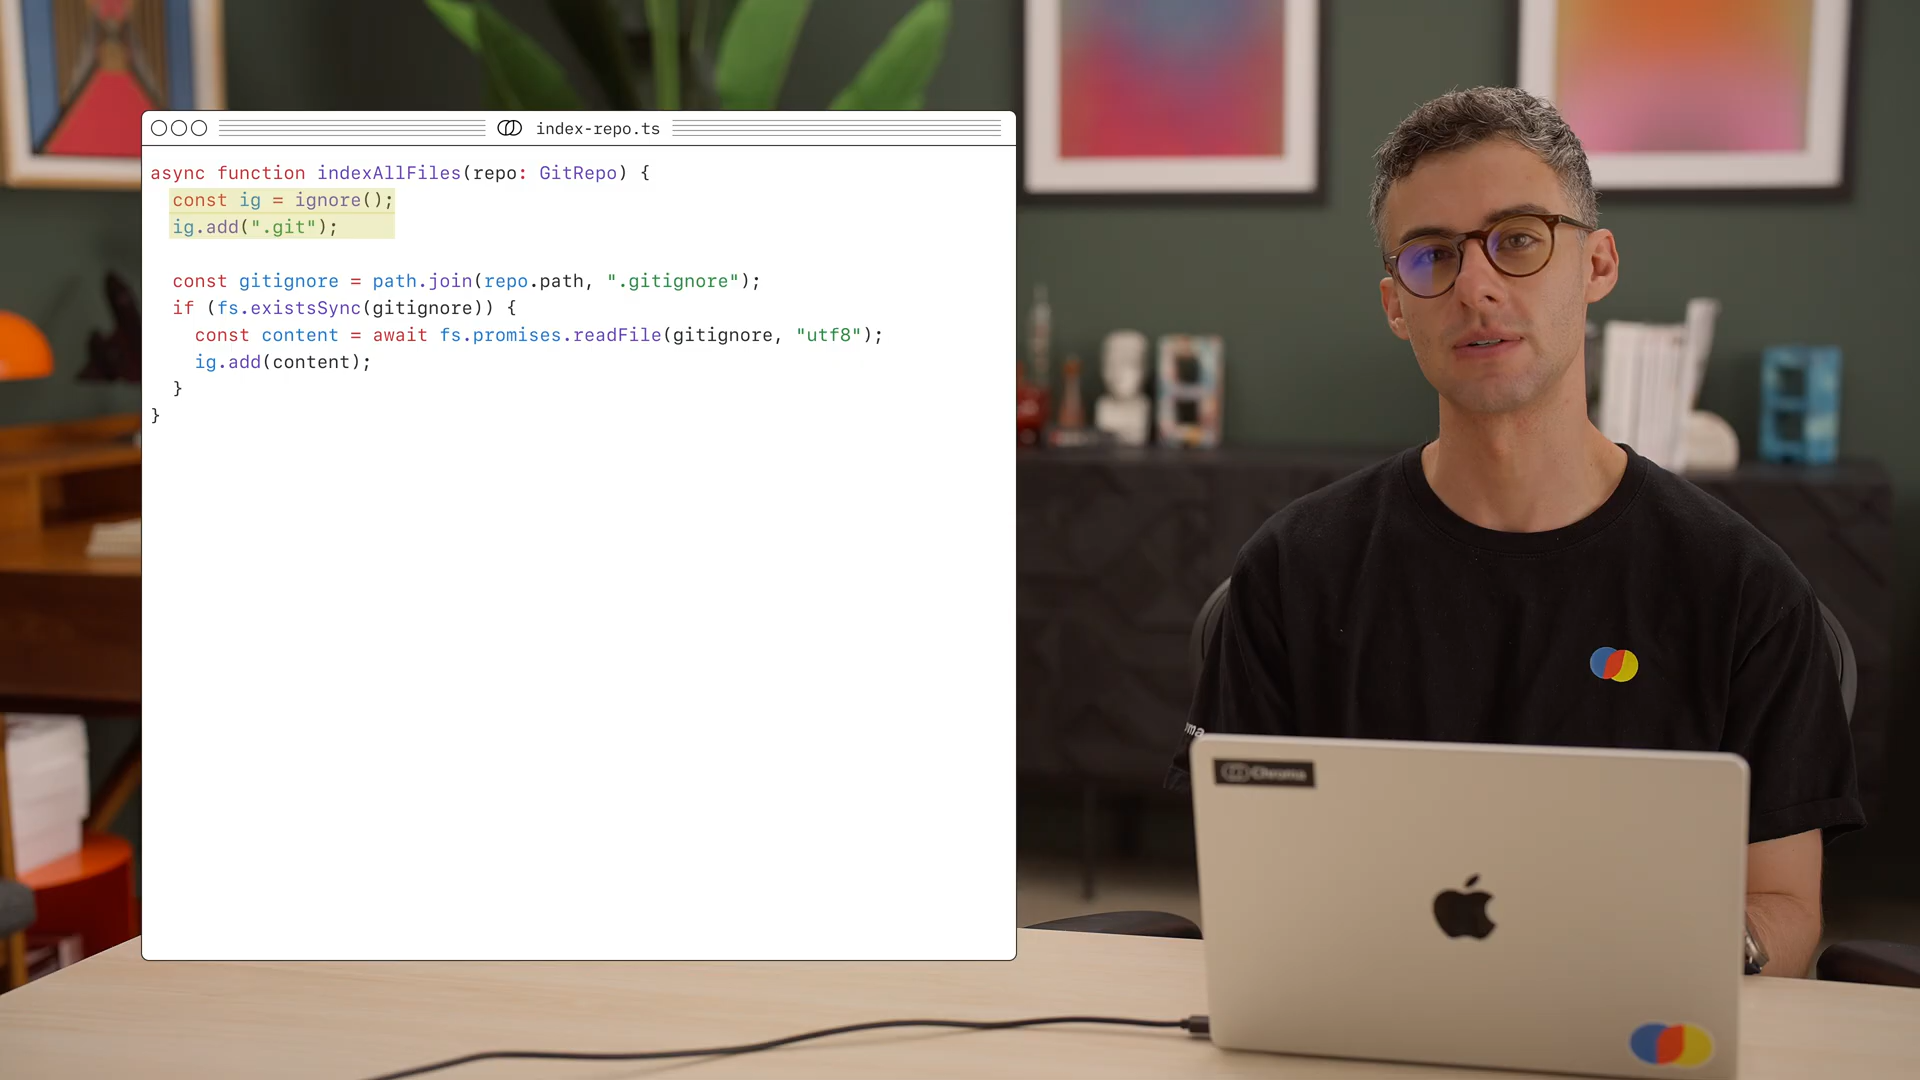 index-repo.ts
async function indexAllFiles(repo: GitRepo) {
  const ig = ignore();
  ig.add(".git");
  const gitignore = path.join(repo.path, ".gitignore");
  if (fs.existsSync(gitignore)) {
    const content = await fs.promises.readFile(gitignore, "utf8");
    ig.add(content);
  }
}
Chroma